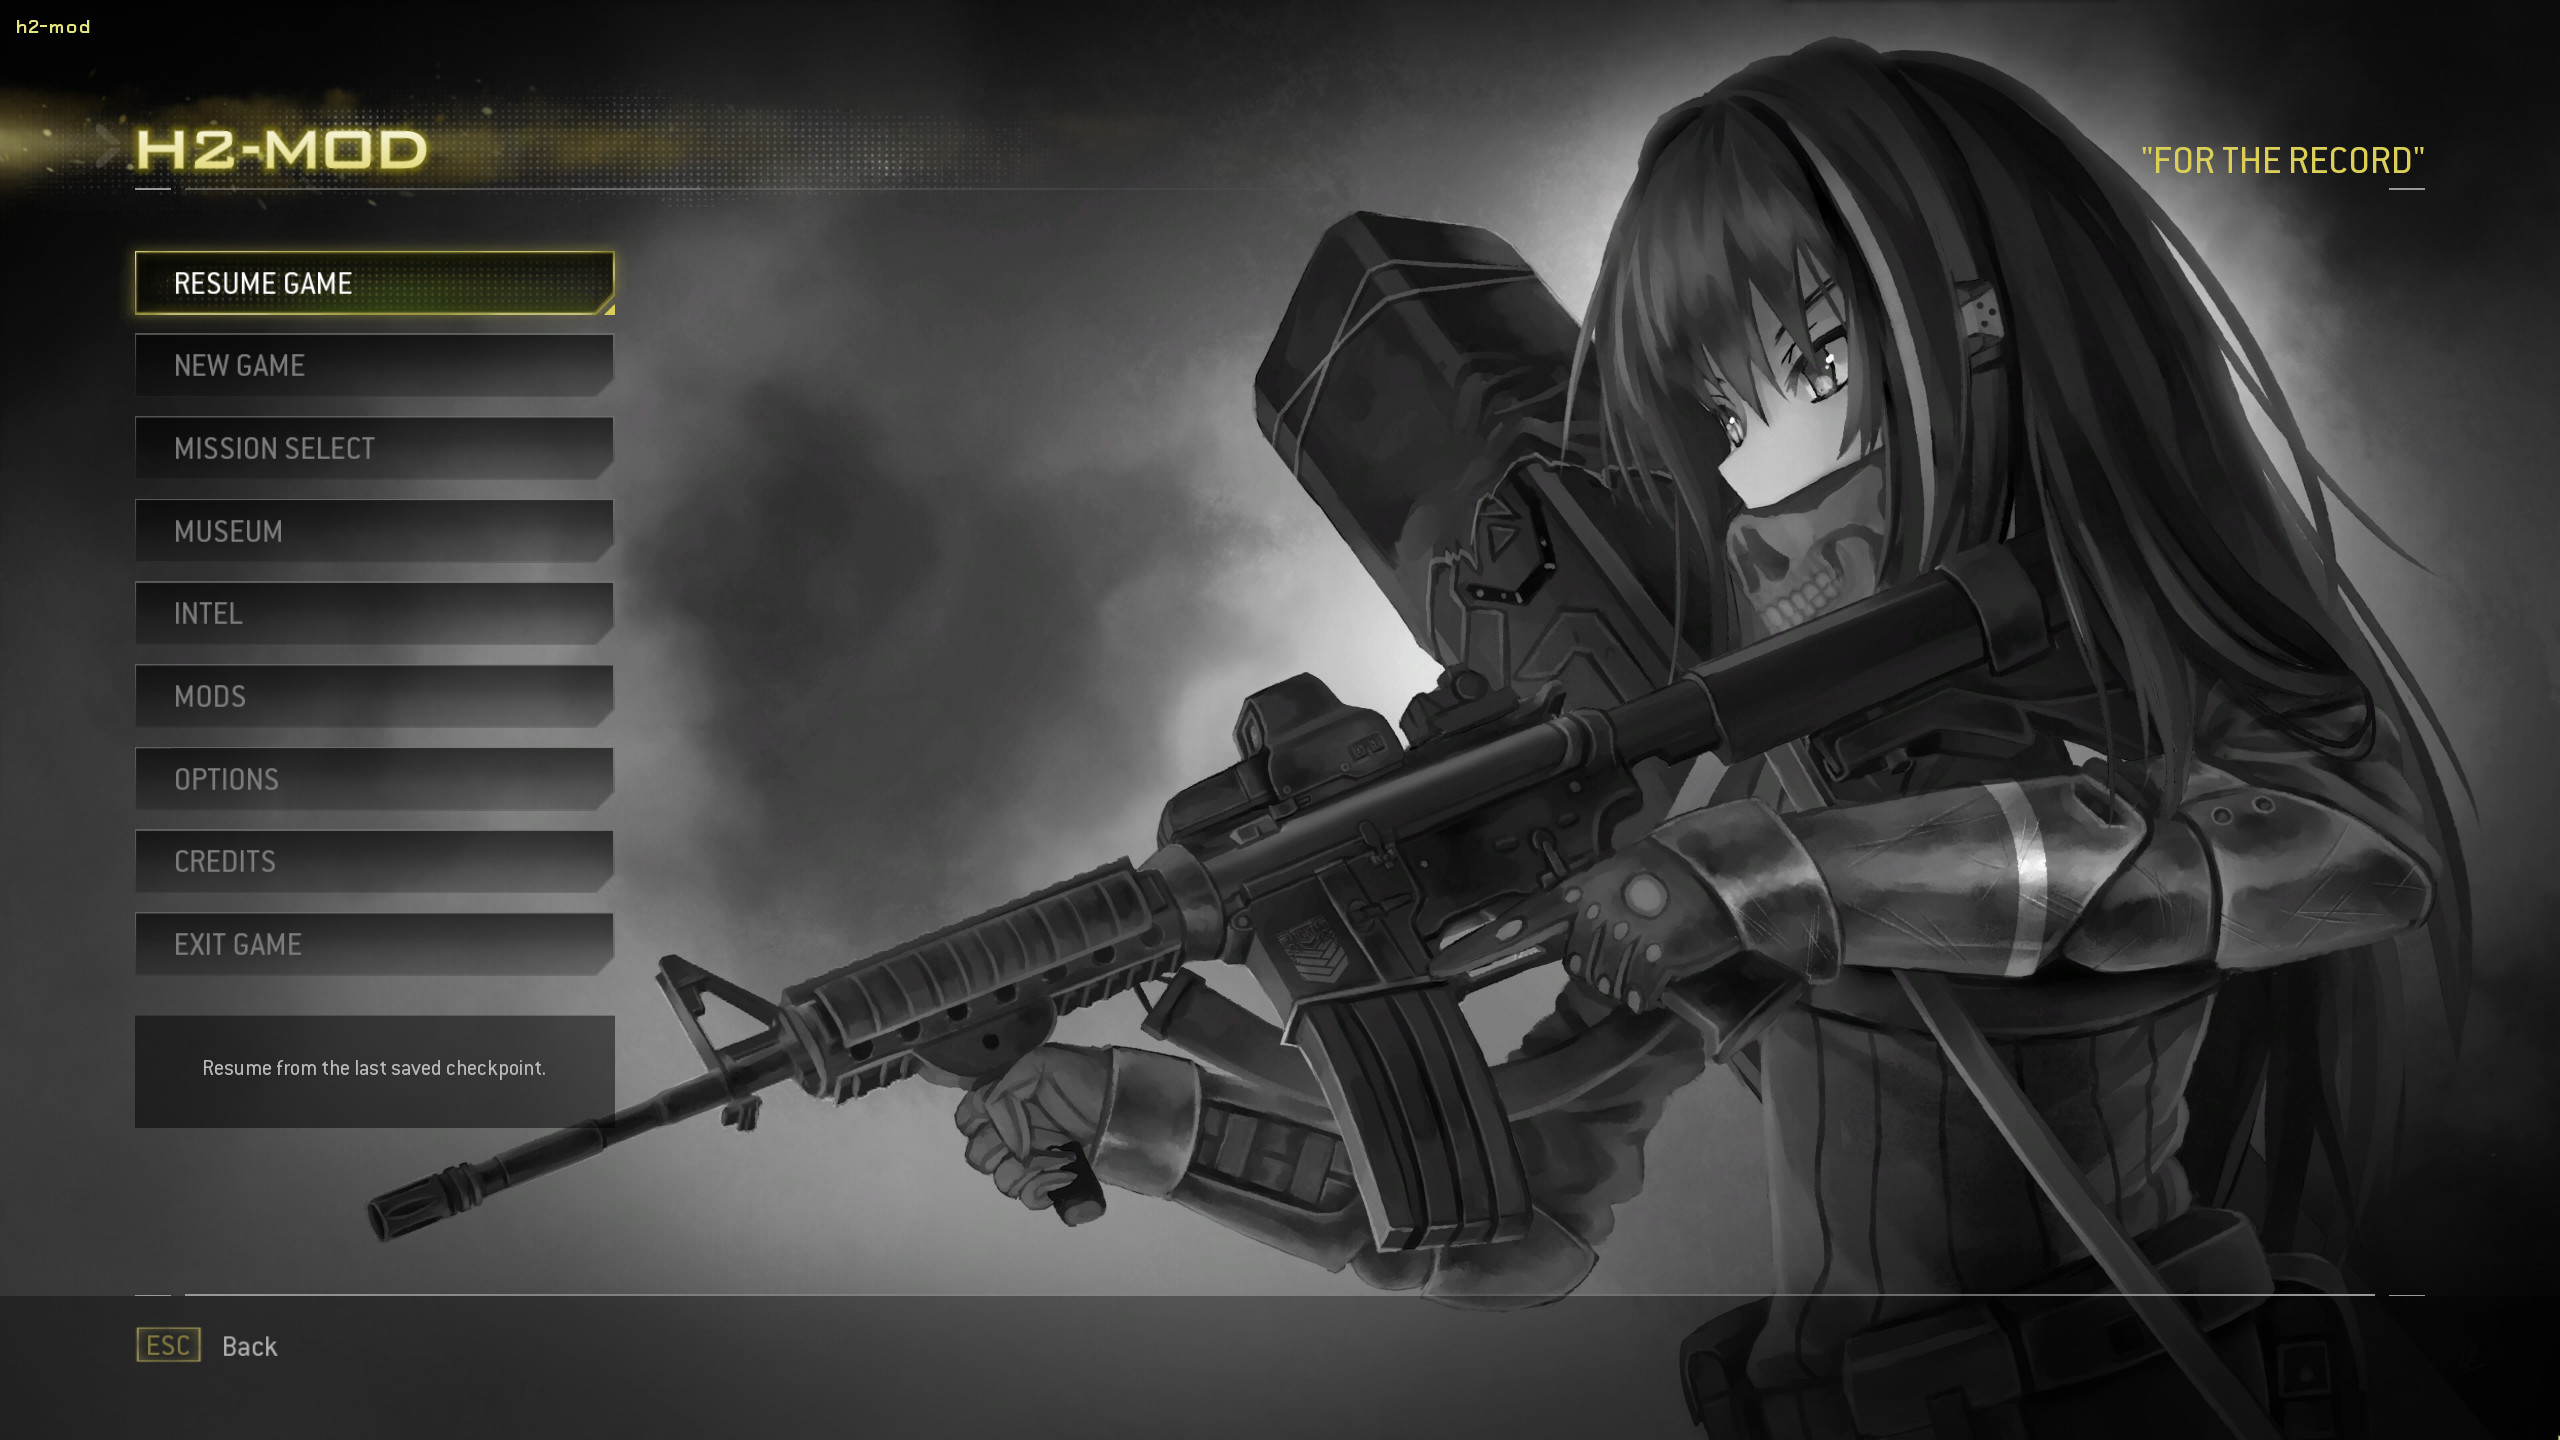 h2-mod
H2-MOD
"FOR THE RECORD"
RESUME GAME
NEW GAME
MISSION SELECT
MUSEUM
INTEL
MODS
OPTIONS
CREDITS
EXIT GAME
Resume from the last saved checkpoint.
ESC Back